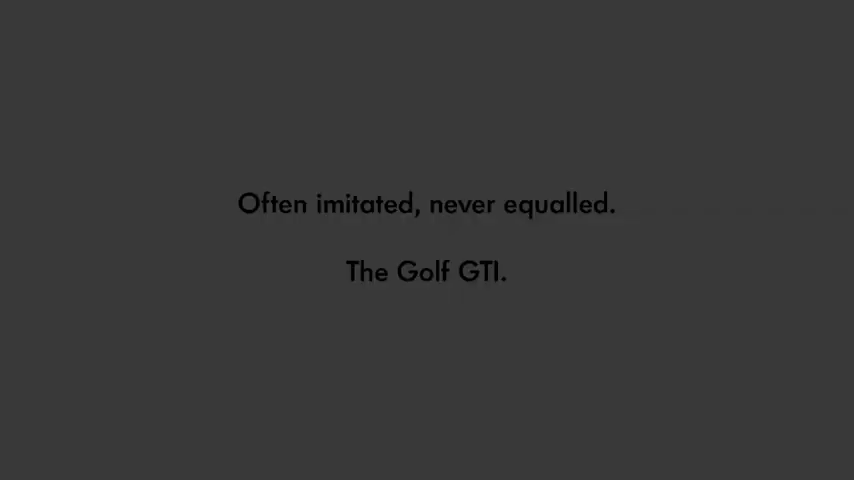 Often imitated, never equalled.
The Golf GTI.